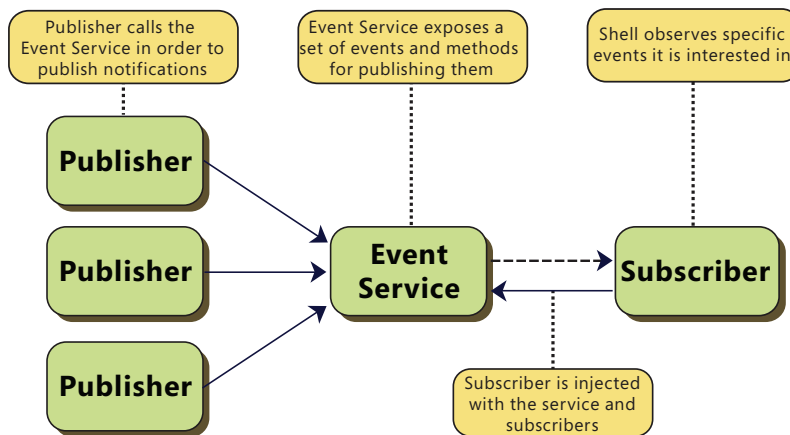 Publisher calls the
Event Service in order to
publish notifications
Event Service exposes a
set of events and methods
for publishing them
Shell observes specific
events it is interested in
Publisher
Publisher
Publisher
Event
Service
Subscriber
Subscriber is injected
with the service and
subscribers